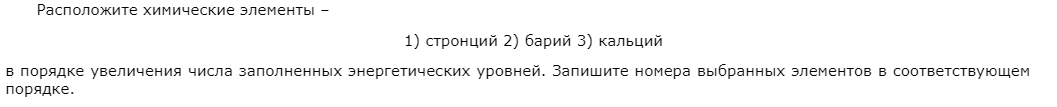 Расположите химические элементы –
1) стронций 2) барий 3) кальций
в порядке увеличения числа заполненных энергетических уровней. Запишите номера выбранных элементов в соответствующем
порядке.